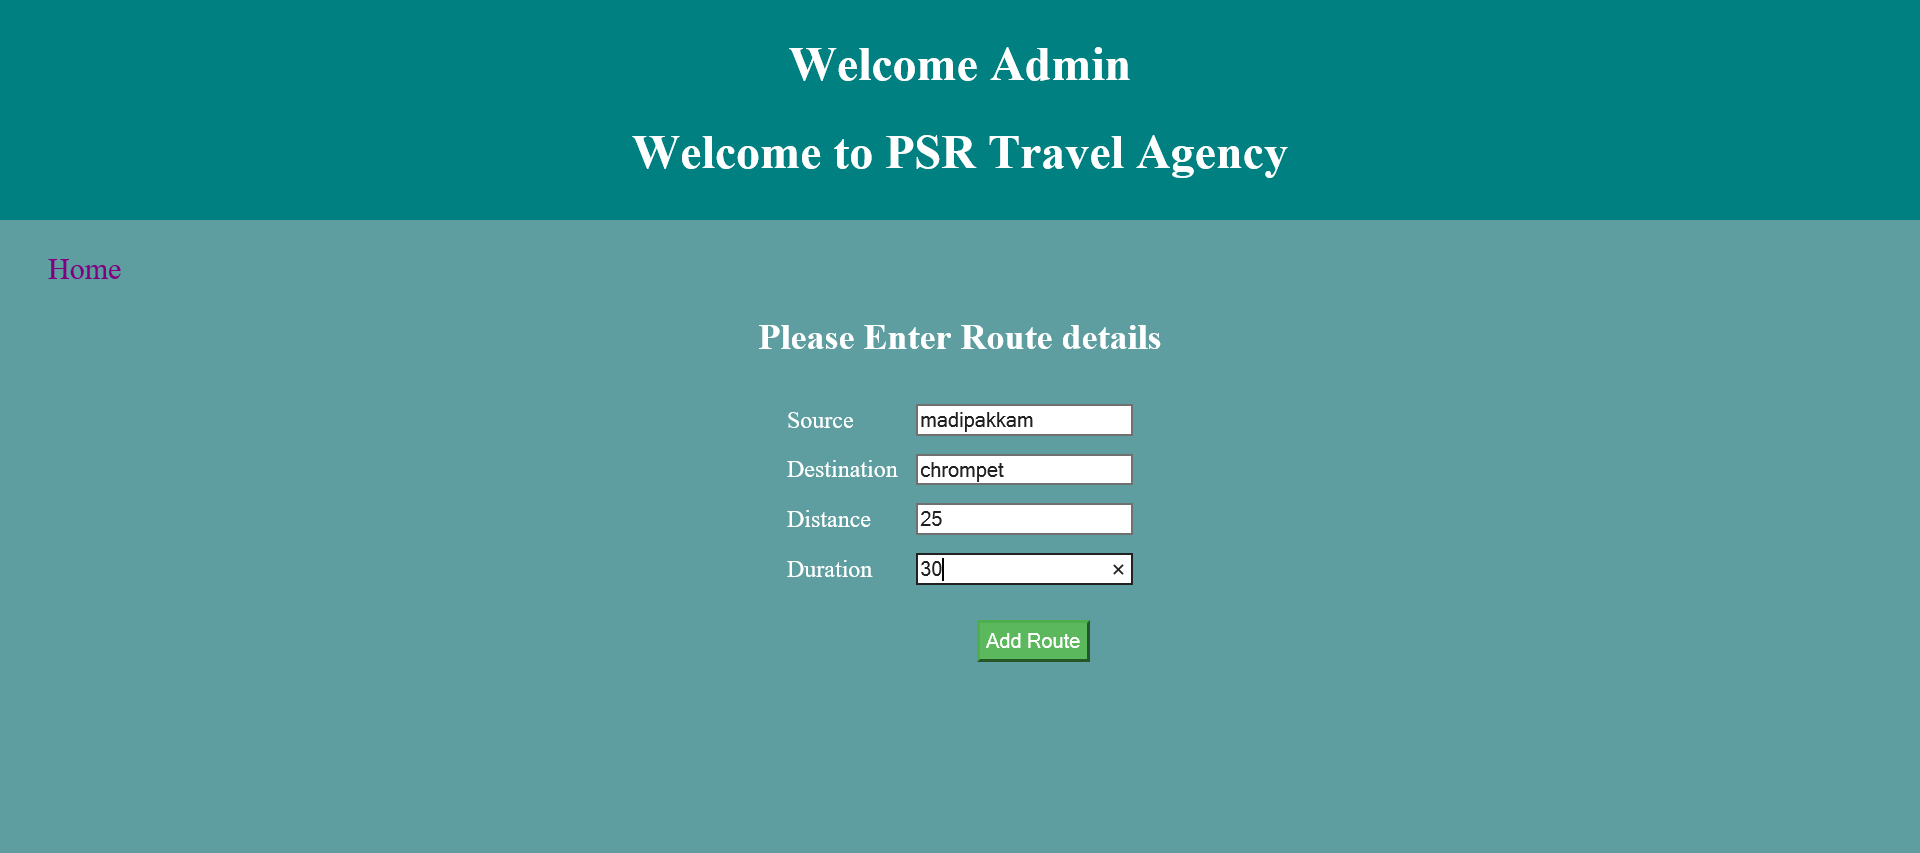 Welcome Admin
Welcome to PSR Travel Agency
Home
Please Enter Route details
Source madipakkam
Destination chrompet
Distance 25
Duration 30 ×
Add Route